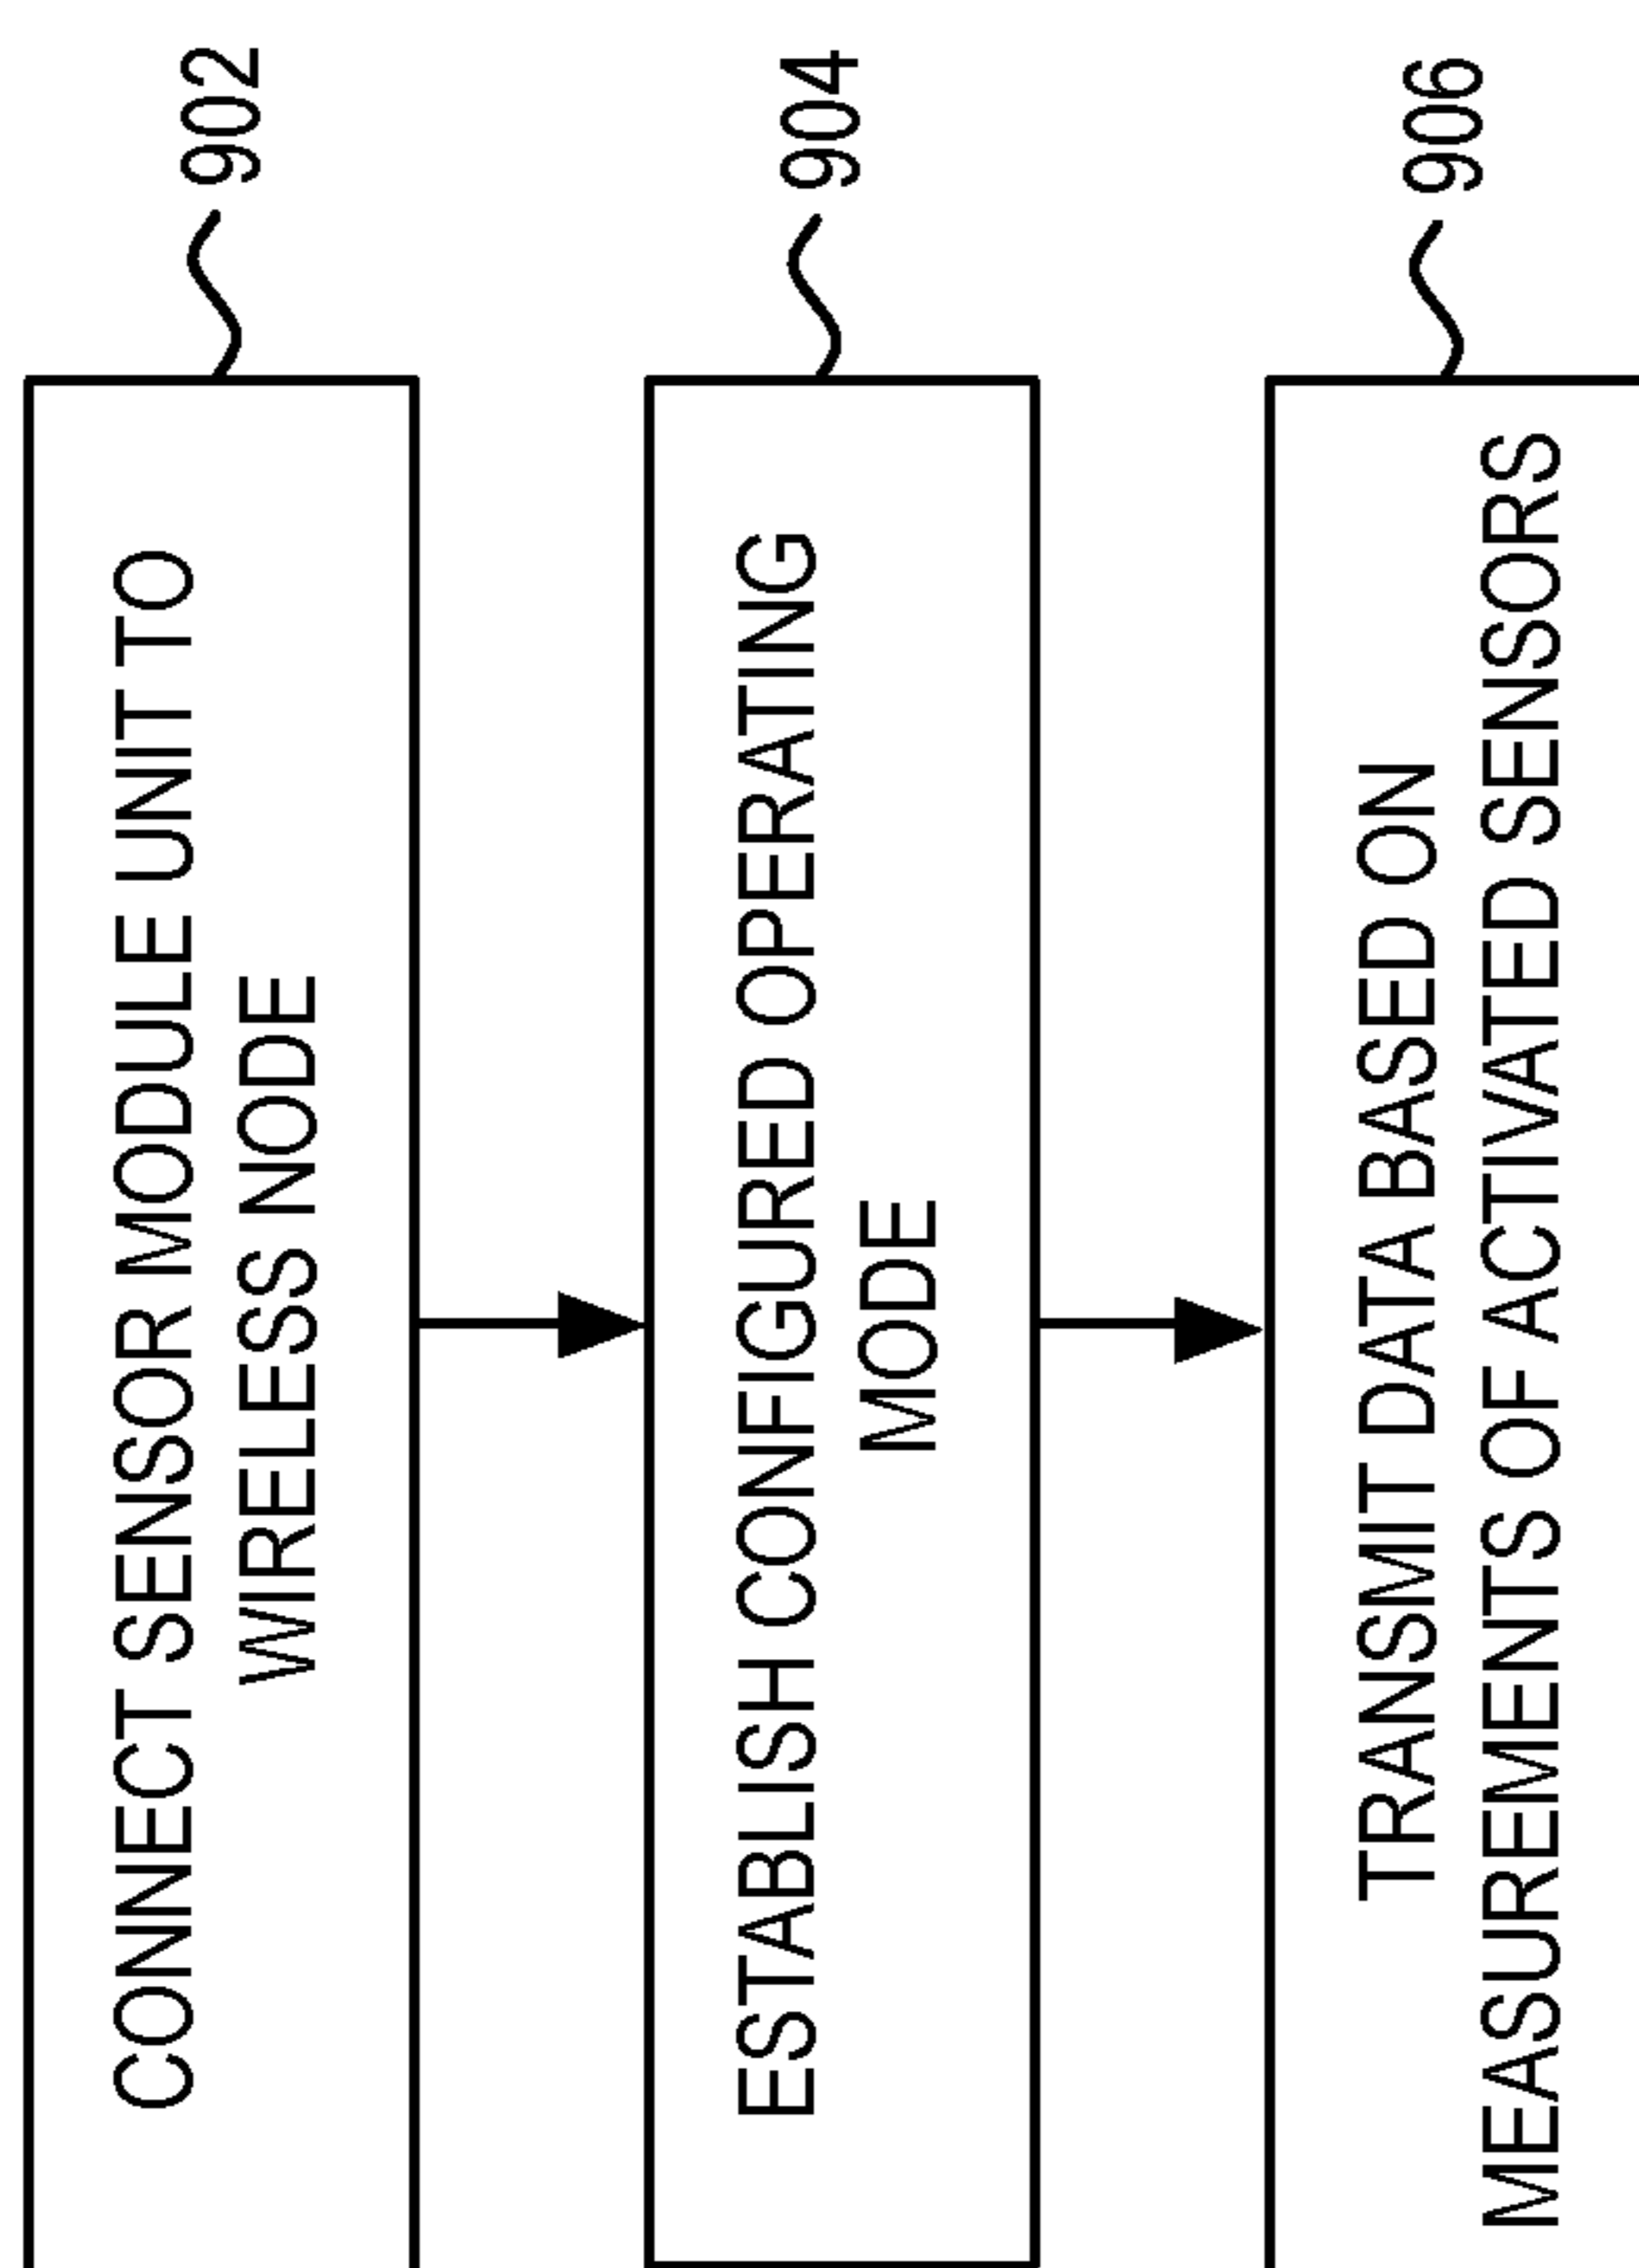 CONNECT SENSOR MODULE UNIT TO
WIRELESS NODE
902
ESTABLISH CONFIGURED OPERATING
MODE
904
TRANSMIT DATA BASED ON
MEASUREMENTS OF ACTIVATED SENSORS
906